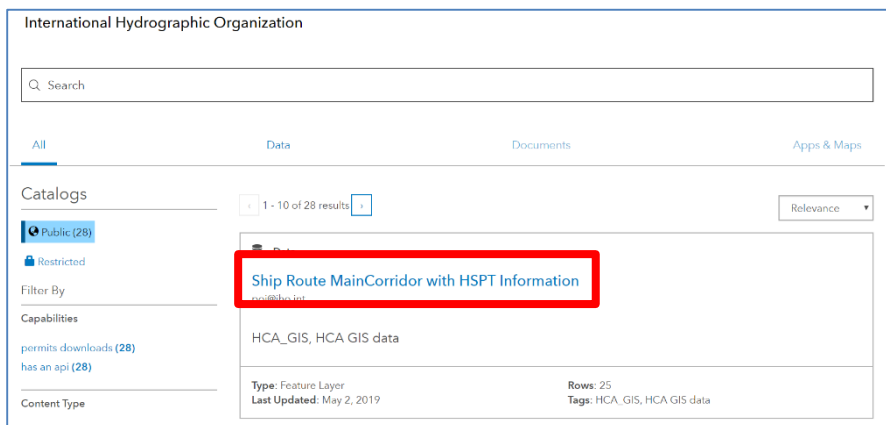 International Hydrographic Organization
Search
All Data Documents Apps & Maps
Catalogs
Public (28)
Restricted
Filter By
Capabilities
permits downloads (28)
has an api (28)
Content Type
1 - 10 of 28 results
Relevance
Ship Route MainCorridor with HSPT Information
HCA_GIS, HCA GIS data
Type: Feature Layer Rows: 25
Last Updated: May 2, 2019 Tags: HCA_GIS, HCA GIS data